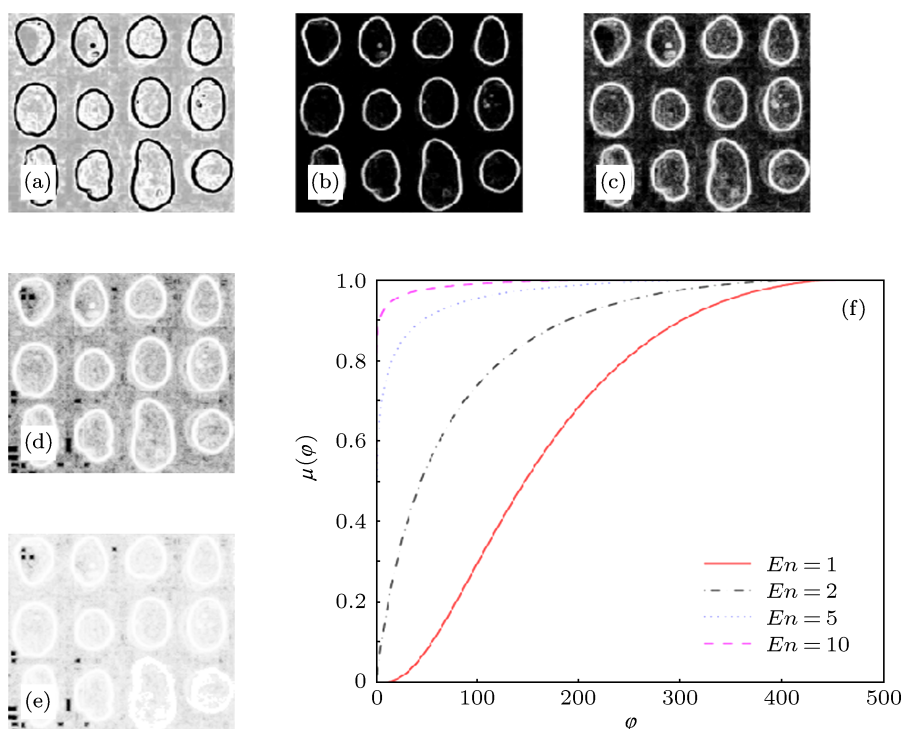 (a)
(b)
(c)
(d)
(e)
(f)
1.0
0.8
0.6
0.4
0.2
0
μ(φ)
En = 1
En = 2
En = 5
En = 10
0 100 200 300 400 500
φ